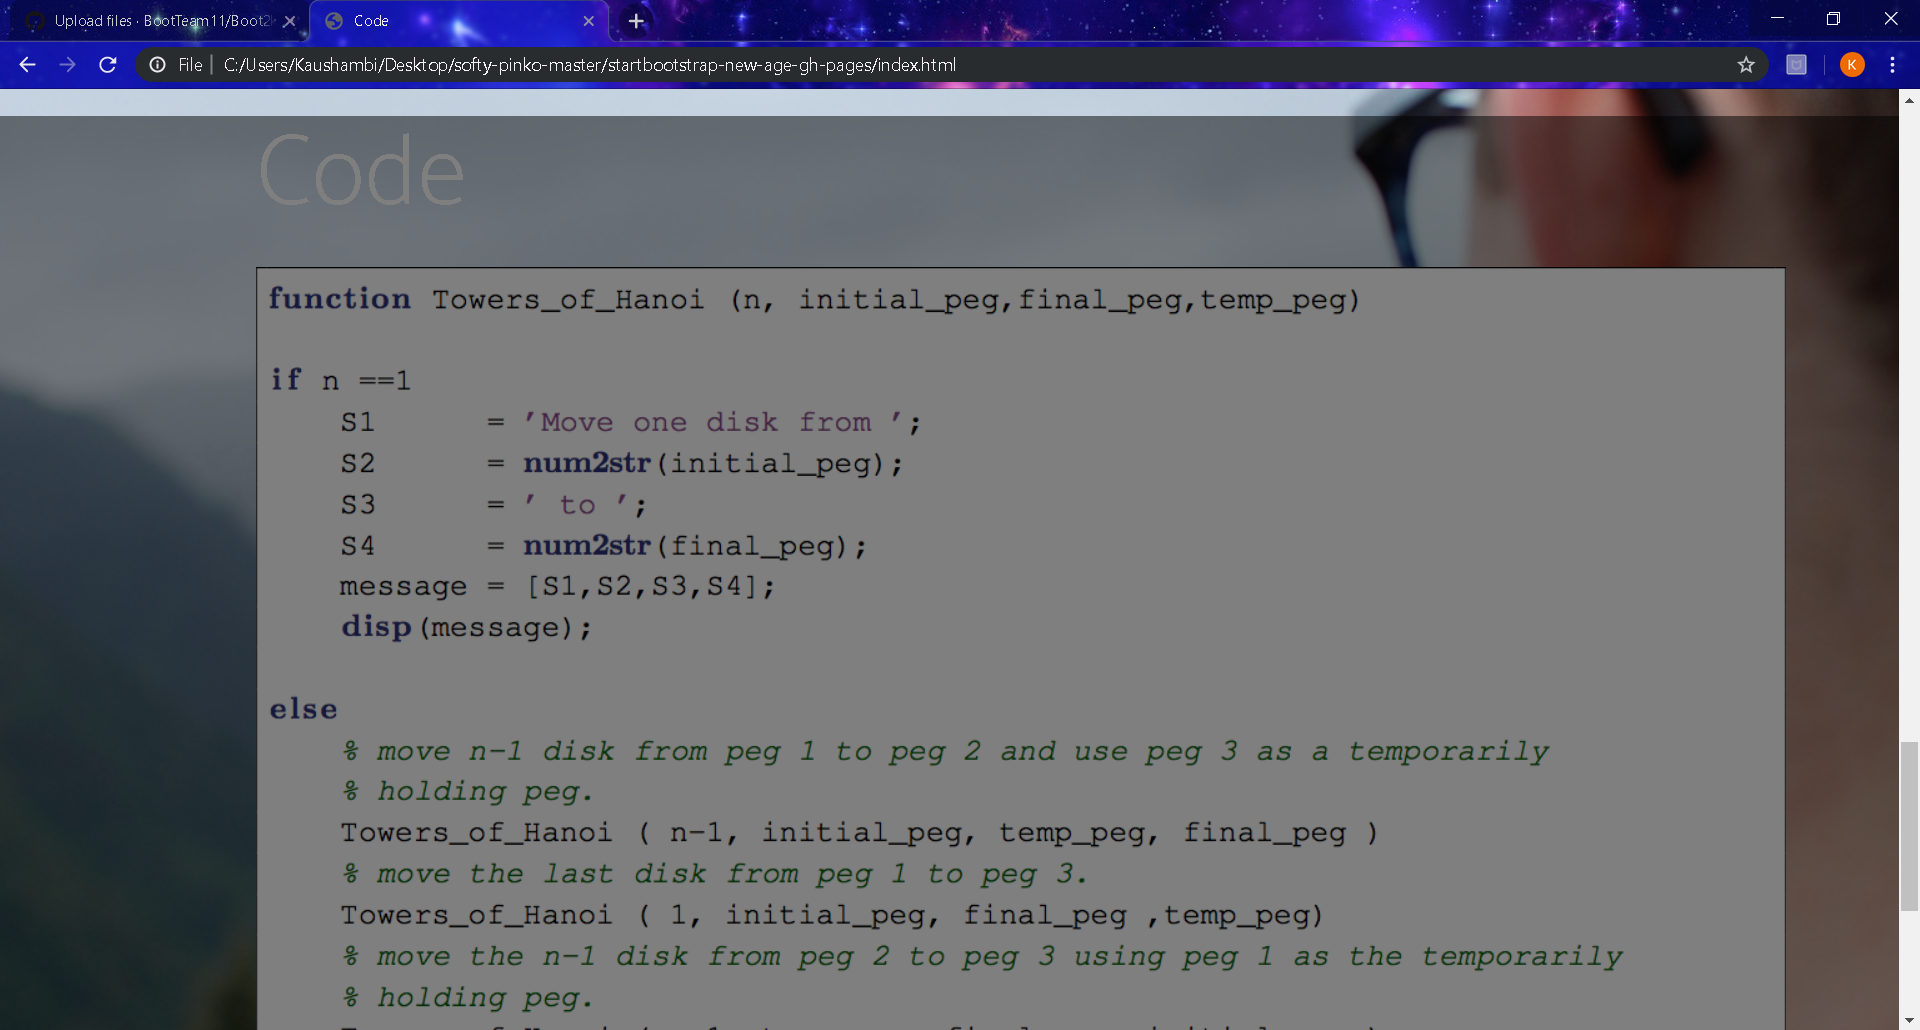 Upload files · BootTeam11/Boot2
Code
File
C:/Users/Kaushambi/Desktop/softy-pinko-master/startbootstrap-new-age-gh-pages/index.html
K
Code
function Towers_of_Hanoi (n, initial_peg,final_peg,temp_peg)
if n ==1
S1 = 'Move one disk from ';
S2 = num2str(initial_peg);
S3 = ' to ';
S4 = num2str(final_peg);
message = [S1,S2,S3,S4];
disp(message);
else
% move n-1 disk from peg 1 to peg 2 and use peg 3 as a temporarily
% holding peg.
Towers_of_Hanoi ( n-1, initial_peg, temp_peg, final_peg )
% move the last disk from peg 1 to peg 3.
Towers_of_Hanoi ( 1, initial_peg, final_peg ,temp_peg)
% move the n-1 disk from peg 2 to peg 3 using peg 1 as the temporarily
% holding peg.